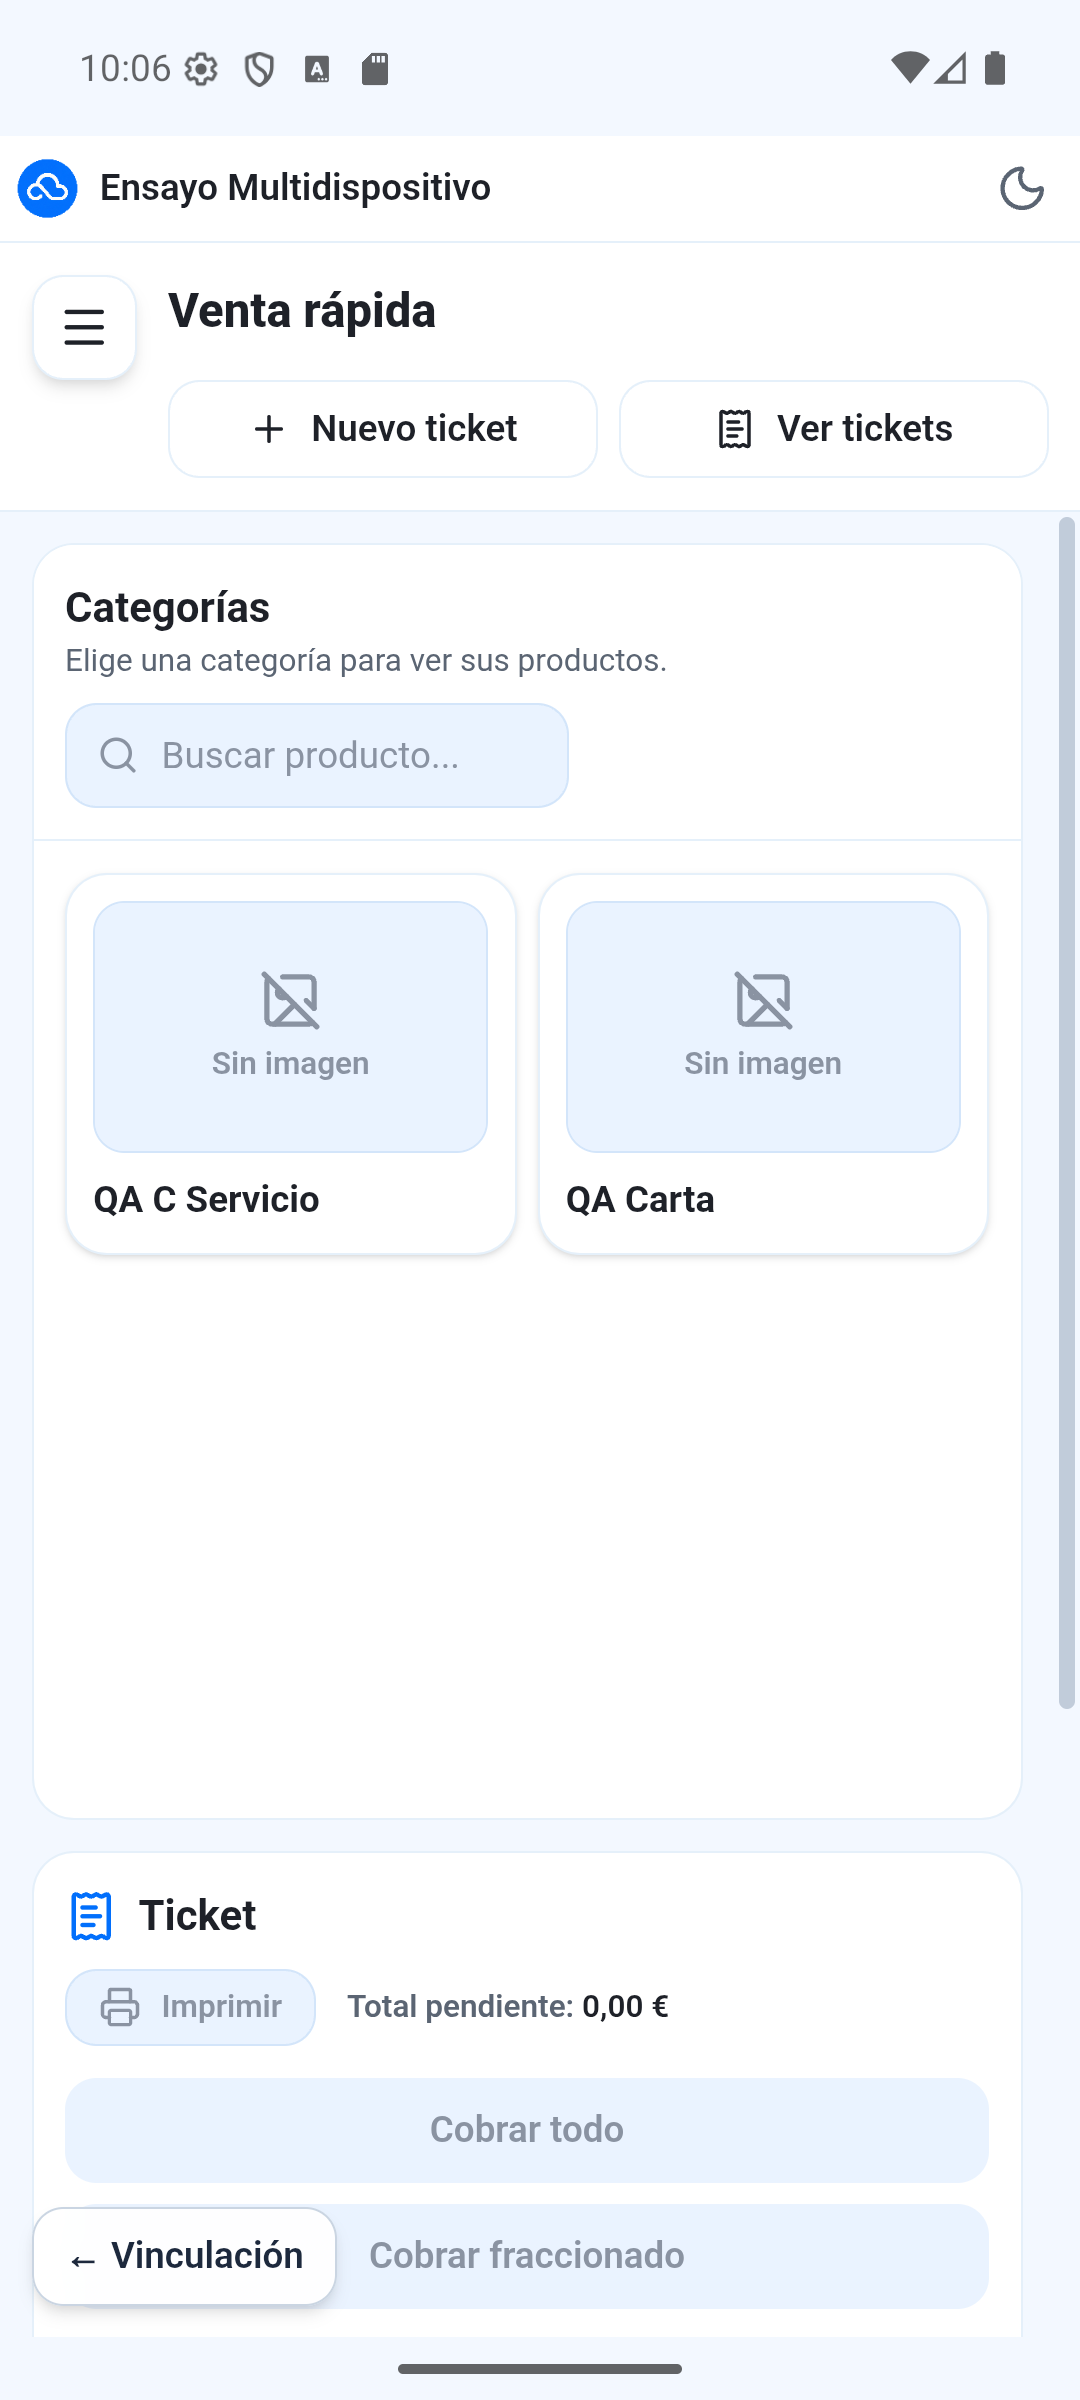 10:06
Ensayo Multidispositivo
Venta rápida
+ Nuevo ticket
Ver tickets
Categorías
Elige una categoría para ver sus productos.
Buscar producto...
Sin imagen
Sin imagen
QA C Servicio
QA Carta
Ticket
Imprimir
Total pendiente: 0,00 €
Cobrar todo
← Vinculación
Cobrar fraccionado